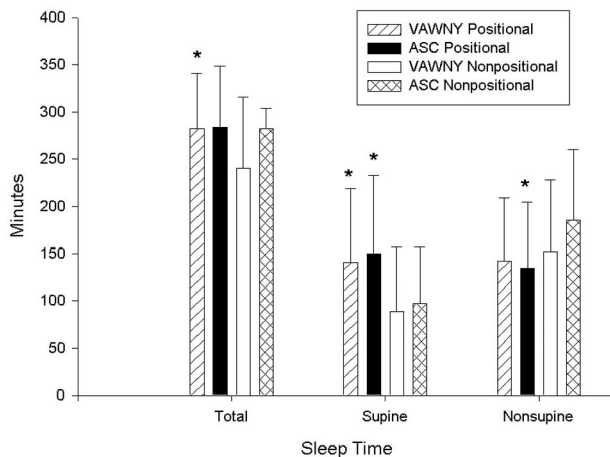 400
350
300
250
200
150
100
50
0
Minutes
VAWNY Positional
ASC Positional
VAWNY Nonpositional
ASC Nonpositional
*
*
*
*
Total
Supine
Nonsupine
Sleep Time